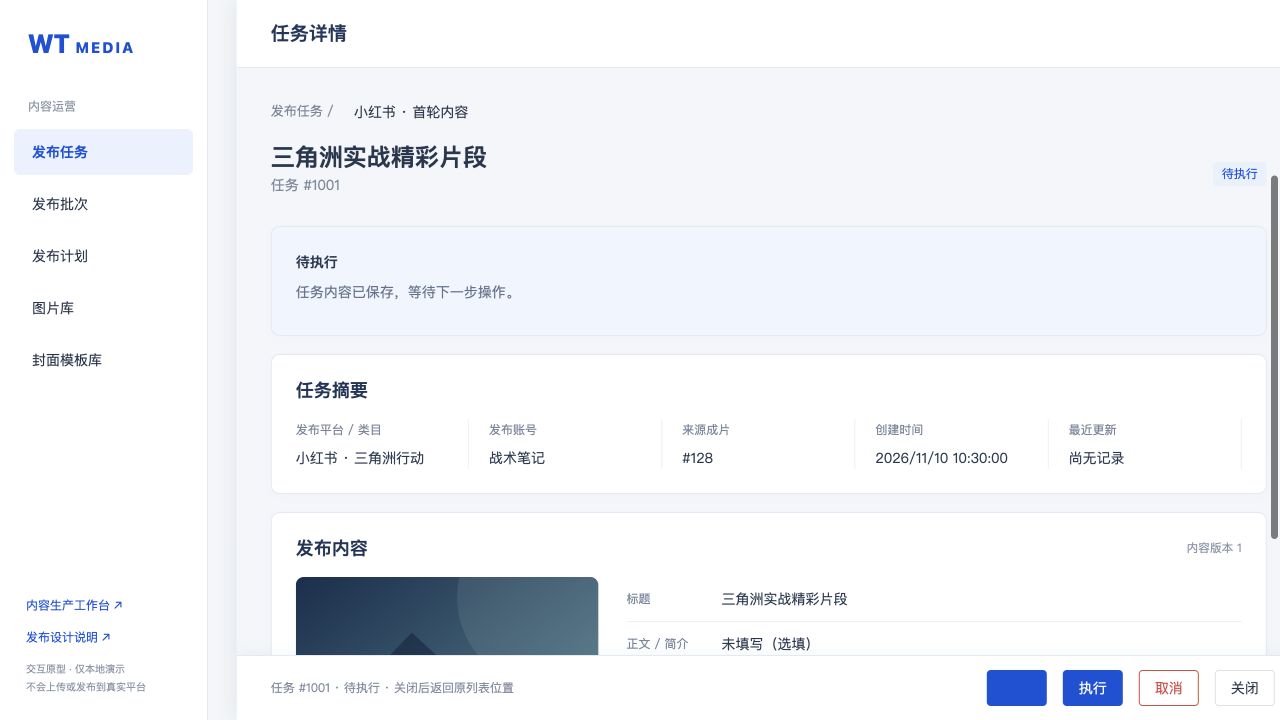 WT MEDIA
内容运营
发布任务
发布批次
发布计划
图片库
封面模板库
内容生产工作台 ↗
发布设计说明 ↗
交互原型 · 仅本地演示
不会上传或发布到真实平台
任务详情
发布任务 / 小红书 · 首轮内容
三角洲实战精彩片段
任务 #1001
待执行
待执行
任务内容已保存，等待下一步操作。
任务摘要
发布平台 / 类目
小红书 · 三角洲行动
发布账号
战术笔记
来源成片
#128
创建时间
2026/11/10 10:30:00
最近更新
尚无记录
发布内容
内容版本 1
标题 三角洲实战精彩片段
正文 / 简介 未填写（选填）
任务 #1001 · 待执行 · 关闭后返回原列表位置
执行
取消
关闭